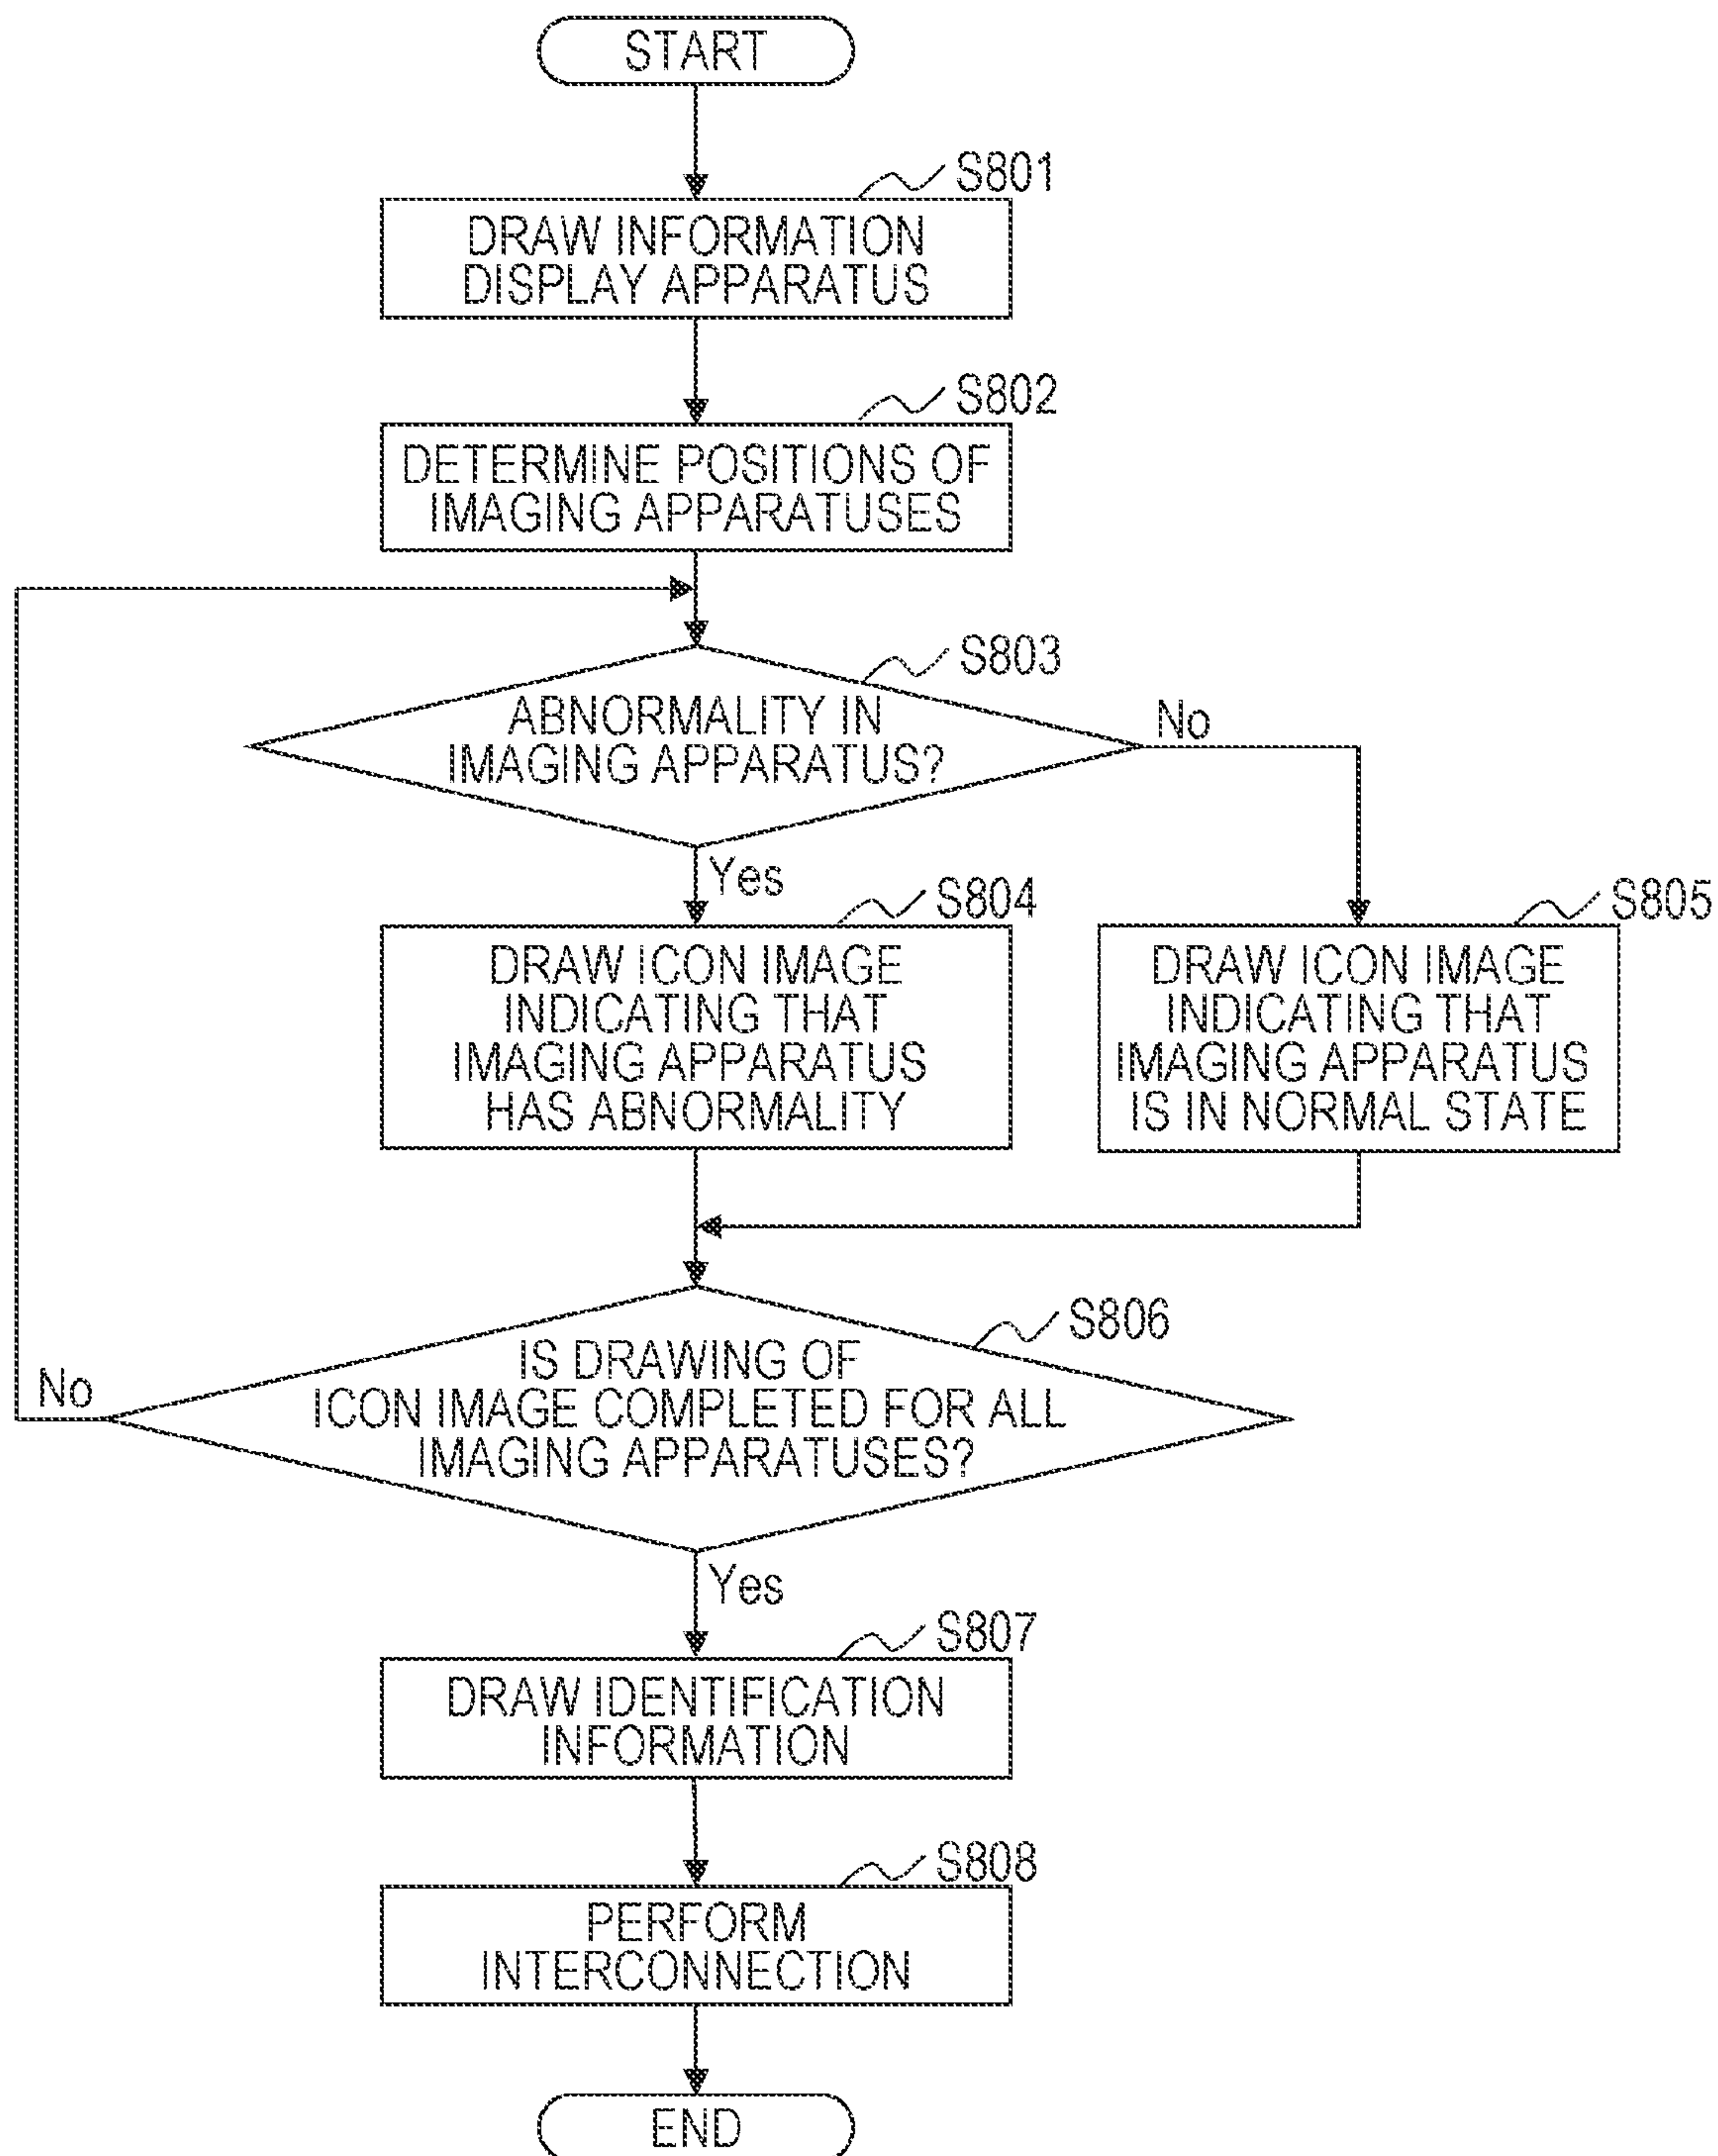 START
S801
DRAW INFORMATION
DISPLAY APPARATUS
S802
DETERMINE POSITIONS OF
IMAGING APPARATUSES
S803
ABNORMALITY IN
IMAGING APPARATUS?
No
Yes
S804
DRAW ICON IMAGE
INDICATING THAT
IMAGING APPARATUS
HAS ABNORMALITY
S805
DRAW ICON IMAGE
INDICATING THAT
IMAGING APPARATUS
IS IN NORMAL STATE
S806
IS DRAWING OF
ICON IMAGE COMPLETED FOR ALL
IMAGING APPARATUSES?
No
Yes
S807
DRAW IDENTIFICATION
INFORMATION
S808
PERFORM
INTERCONNECTION
END